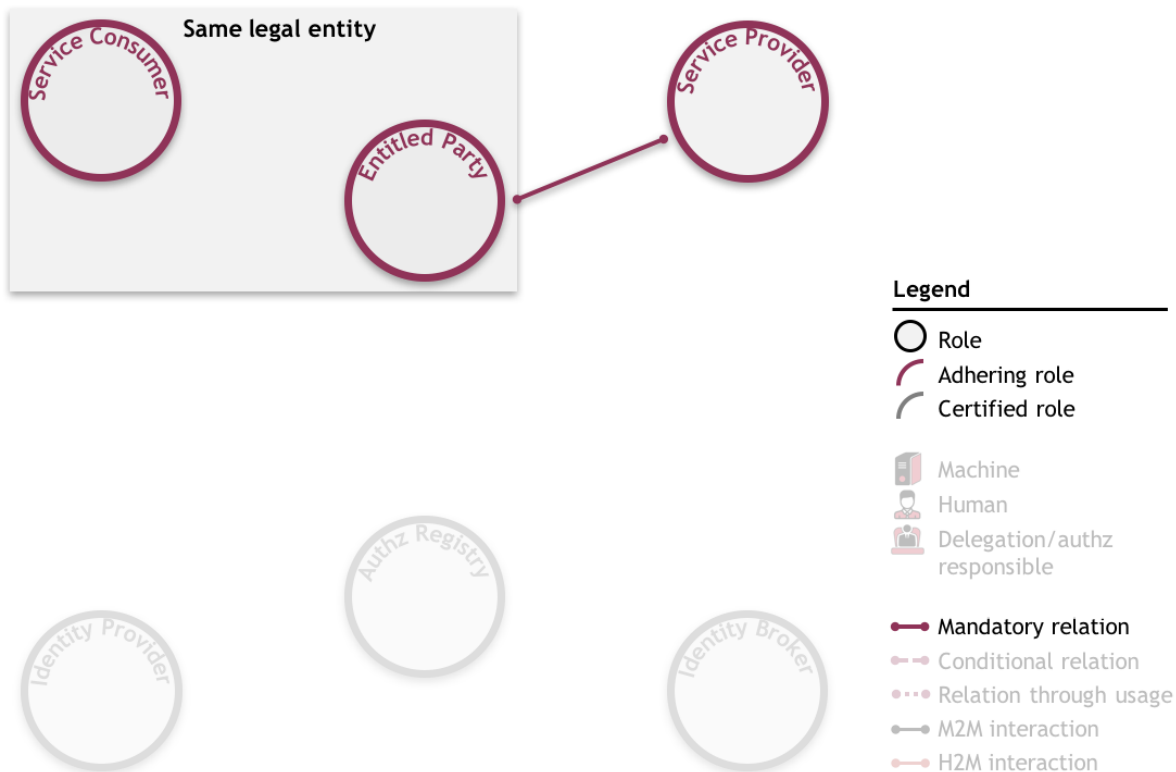 Same legal entity
Service Consumer
Service Provider
Entitled Party
Legend
Role
Adhering role
Certified role
Machine
Human
Delegation/authz
responsible
Authz Registry
Identity Provider
Identity Broker
Mandatory relation
Conditional relation
Relation through usage
M2M interaction
H2M interaction